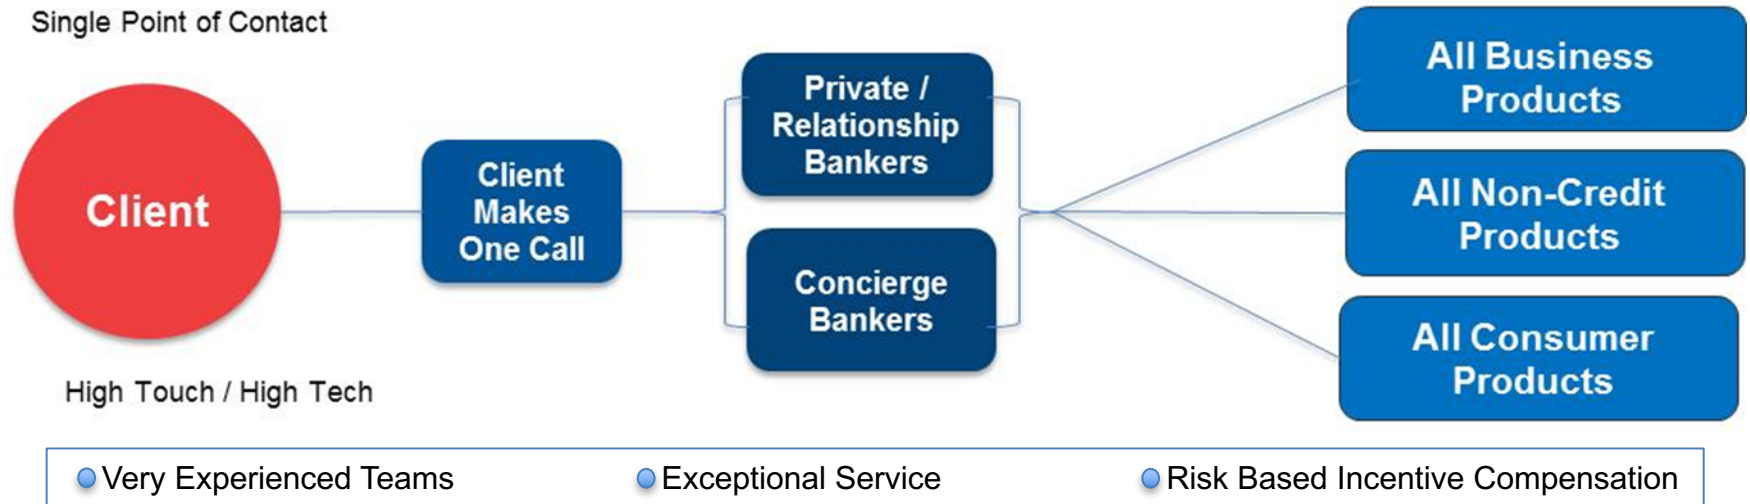 Single Point of Contact
Client
High Touch / High Tech
Client
Makes
One Call
Private /
Relationship
Bankers
Concierge
Bankers
All Business
Products
All Non-Credit
Products
All Consumer
Products
Very Experienced Teams
Exceptional Service
Risk Based Incentive Compensation